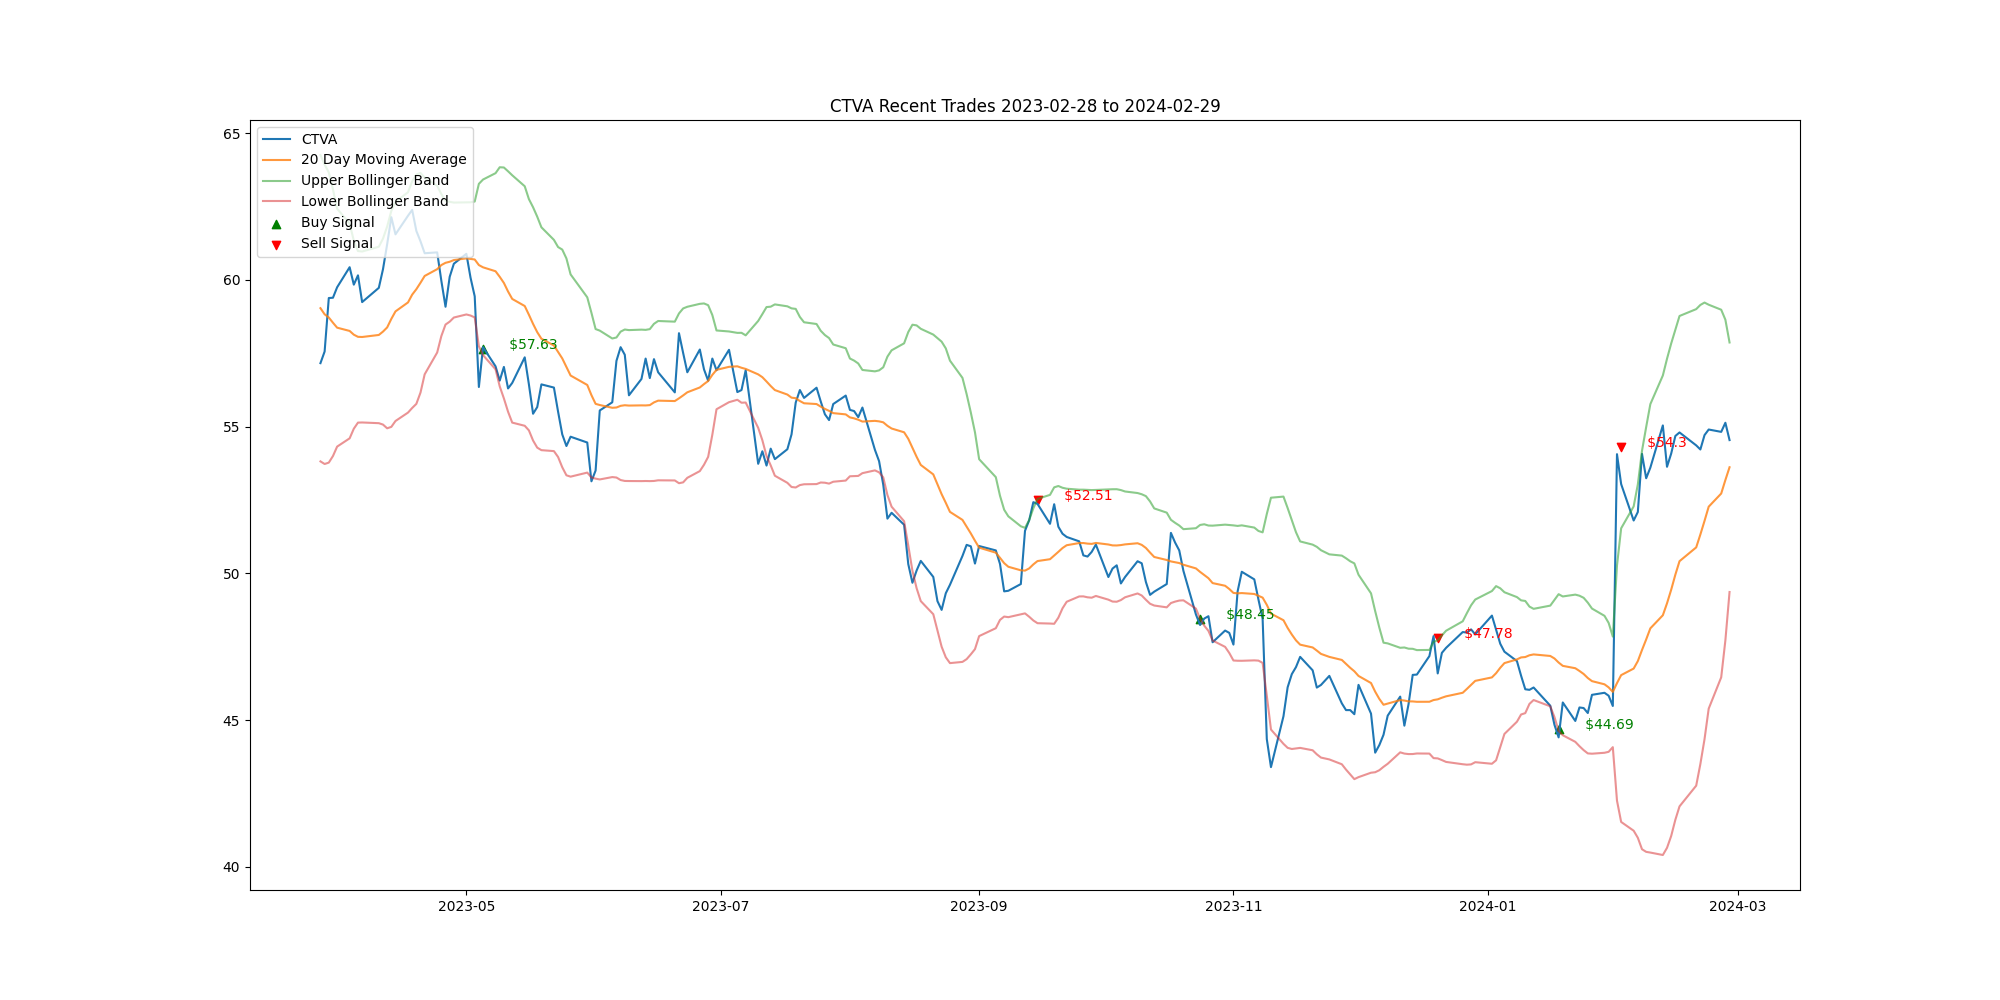 CTVA Recent Trades 2023-02-28 to 2024-02-29
65
60
55
50
45
40
CTVA
20 Day Moving Average
Upper Bollinger Band
Lower Bollinger Band
Buy Signal
Sell Signal
$57.63
$52.51
$48.45
$47.78
$44.69
$54.3
2023-05
2023-07
2023-09
2023-11
2024-01
2024-03